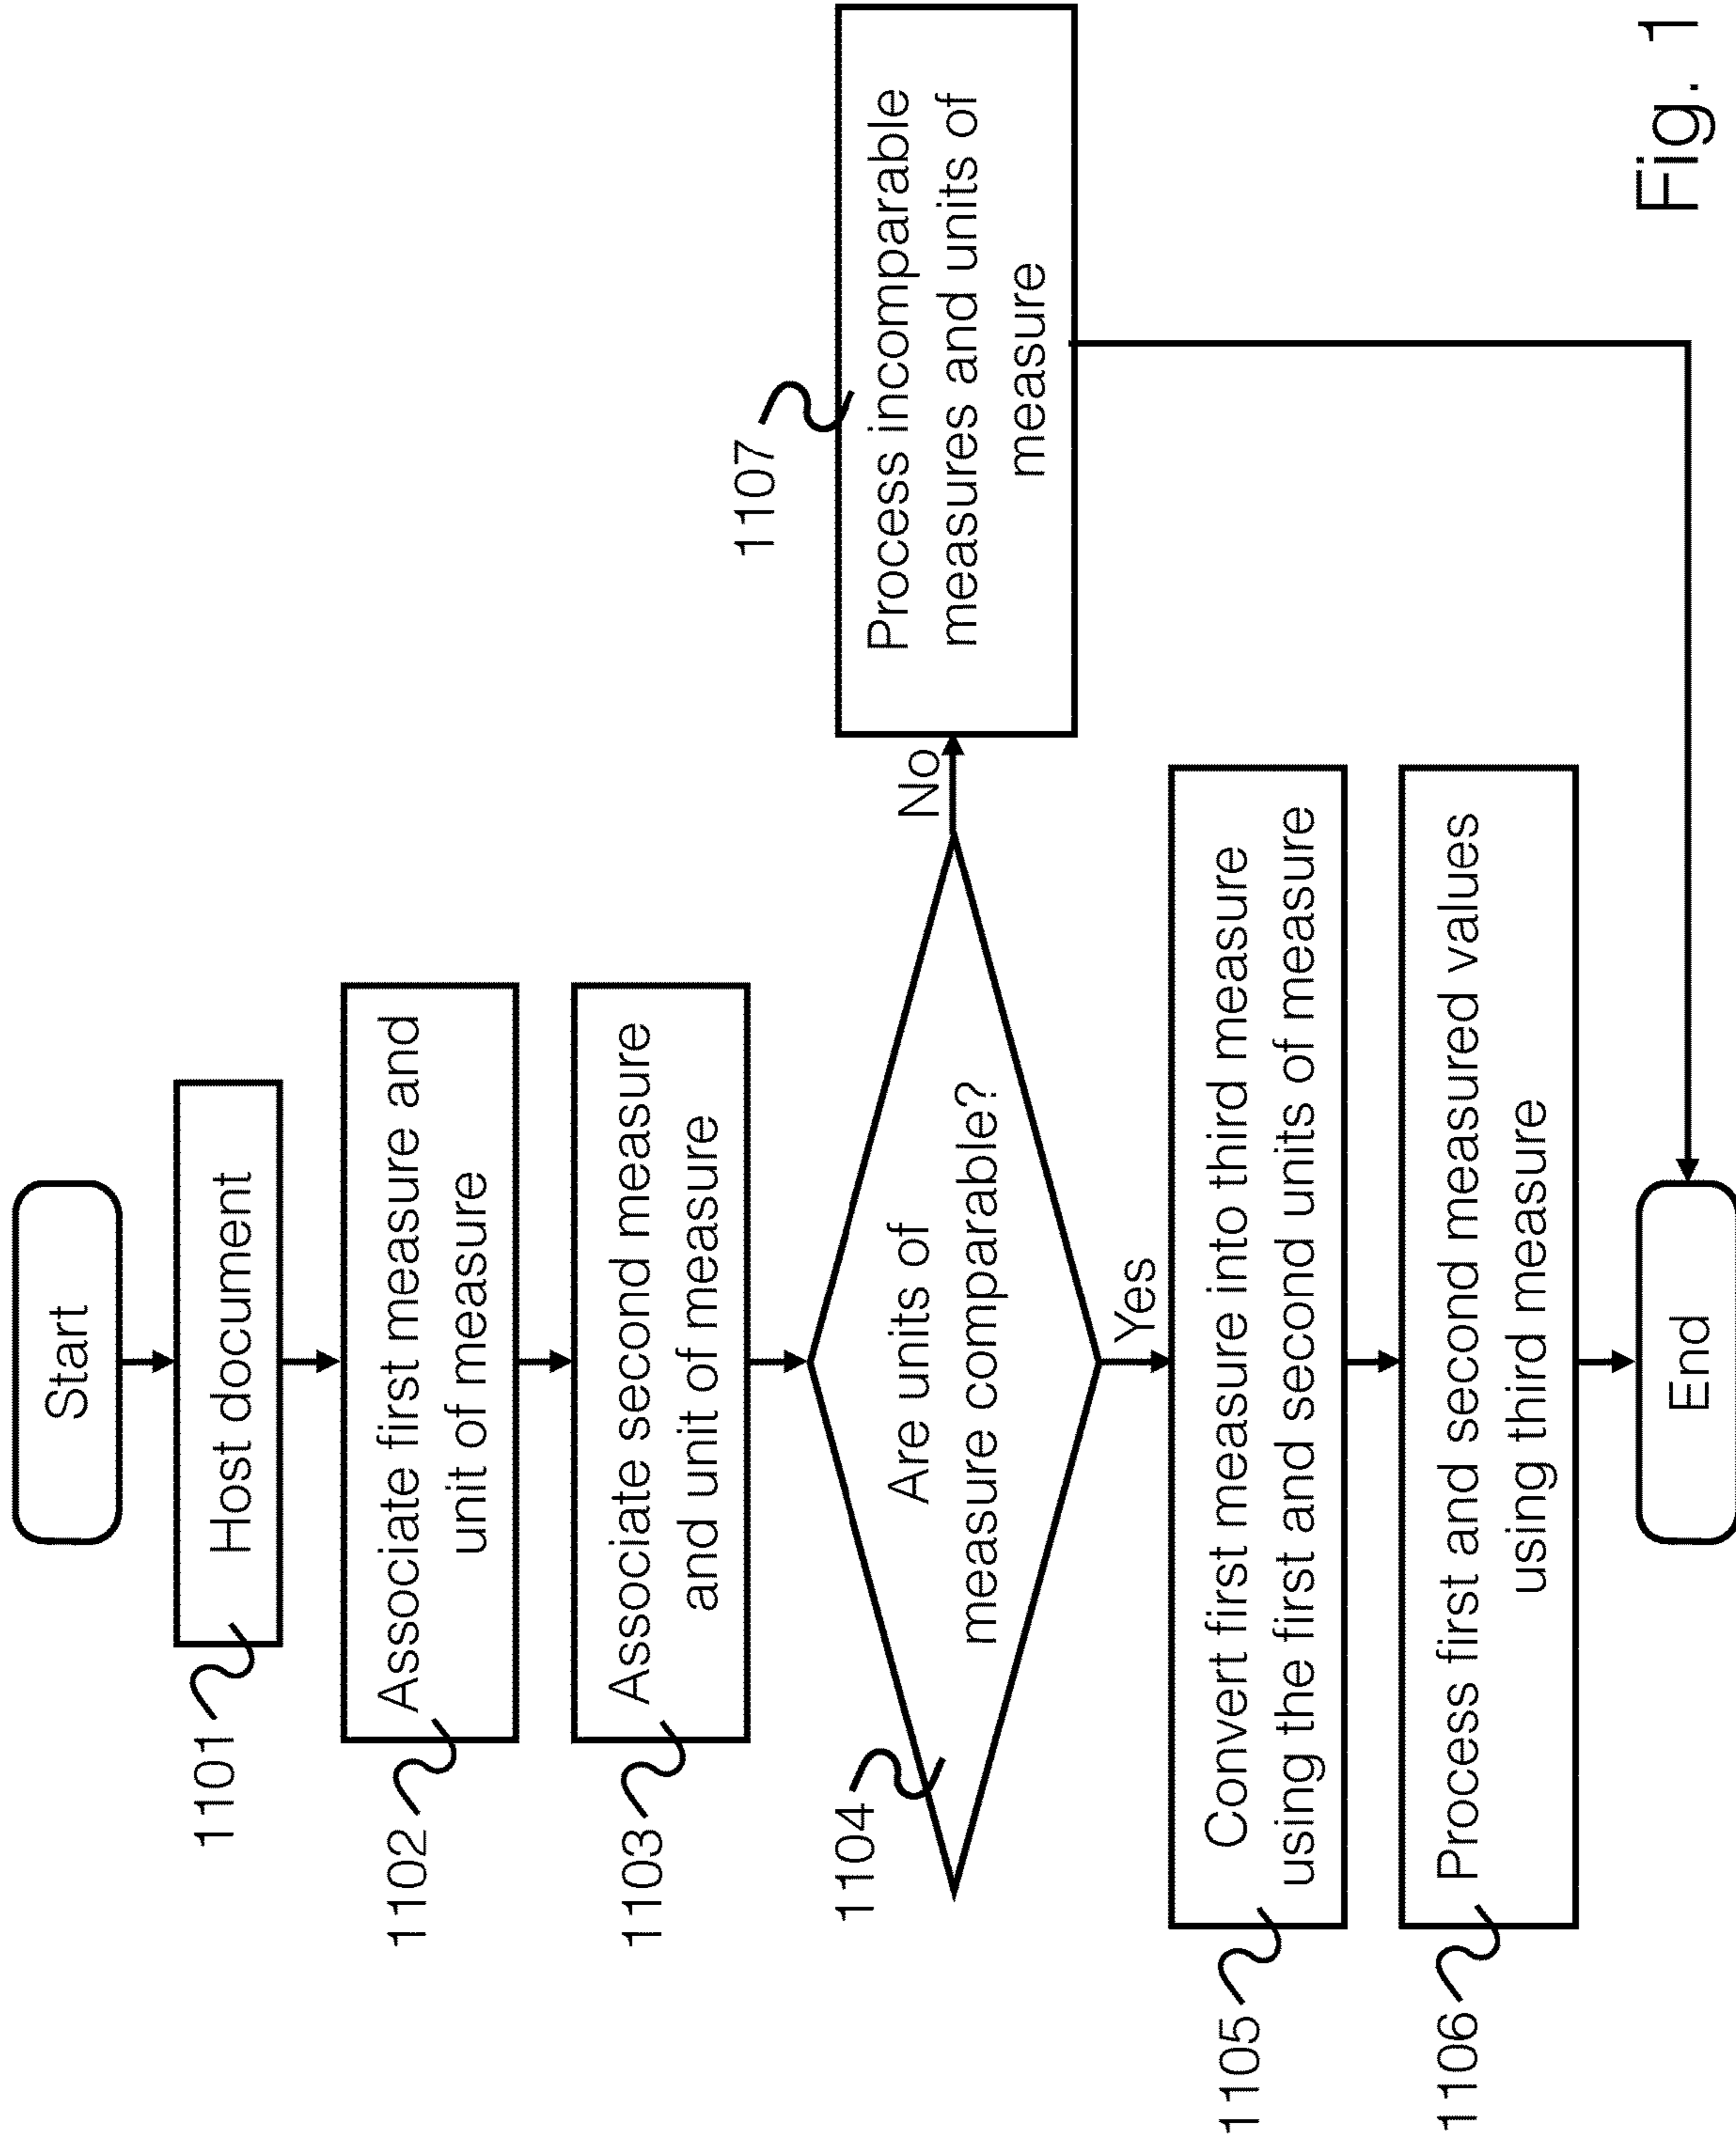 Start
1101
Host document
1102
Associate first measure and
unit of measure
1103
Associate second measure
and unit of measure
1104
Are units of
measure comparable?
No
1107
Process incomparable
measures and units of
measure
Yes
1105
Convert first measure into third measure
using the first and second units of measure
1106
Process first and second measured values
using third measure
End
Fig. 1